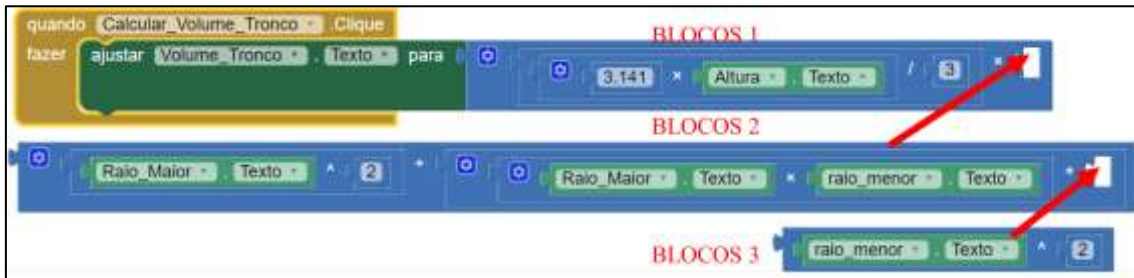 quando Calcular_Volume_Tronco . Clique
BLOCOS 1
fazer ajustar Volume_Tronco . Texto para 3.141 × Altura . Texto / 3 ×
BLOCOS 2
Raio_Maior . Texto ^ 2 + Raio_Maior . Texto × raio_menor . Texto +
BLOCOS 3 raio_menor . Texto ^ 2